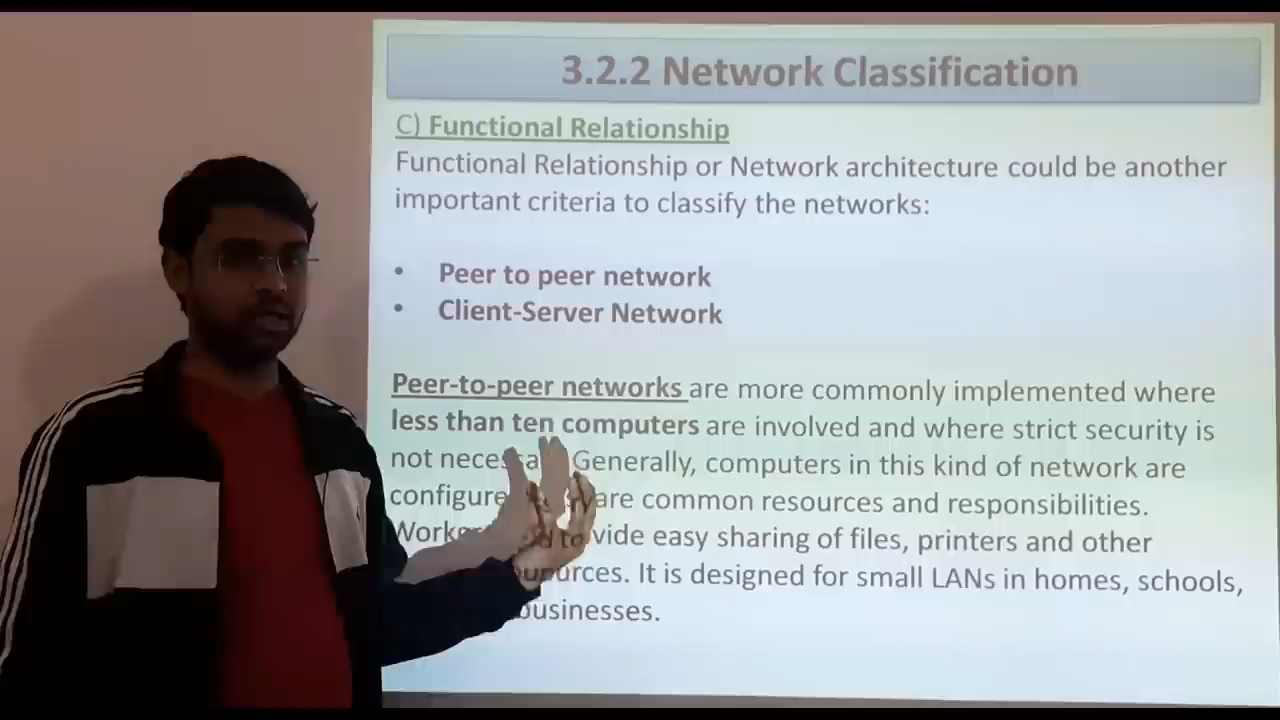 3.2.2 Network Classification
C) Functional Relationship
Functional Relationship or Network architecture could be another
important criteria to classify the networks:
• Peer to peer network
• Client-Server Network
Peer-to-peer networks are more commonly implemented where
less than ten computers are involved and where strict security is
not Generally, computers in this kind of network are
common resources and responsibilities.
easy sharing of files, printers and other
It is designed for small LANs in homes, schools,
businesses.